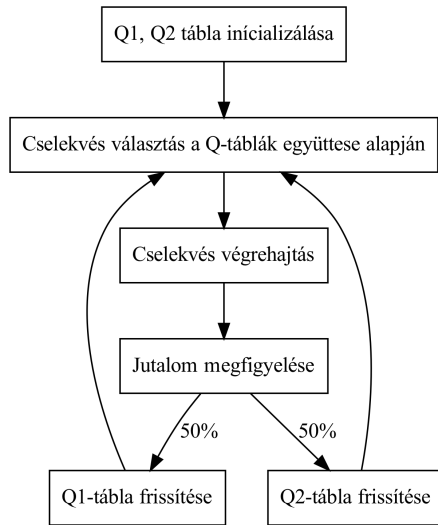 Q1, Q2 tábla inícializálása
Cselekvés választás a Q-táblák együttese alapján
Cselekvés végrehajtás
Jutalom megfigyelése
50%
50%
Q1-tábla frissítése
Q2-tábla frissítése